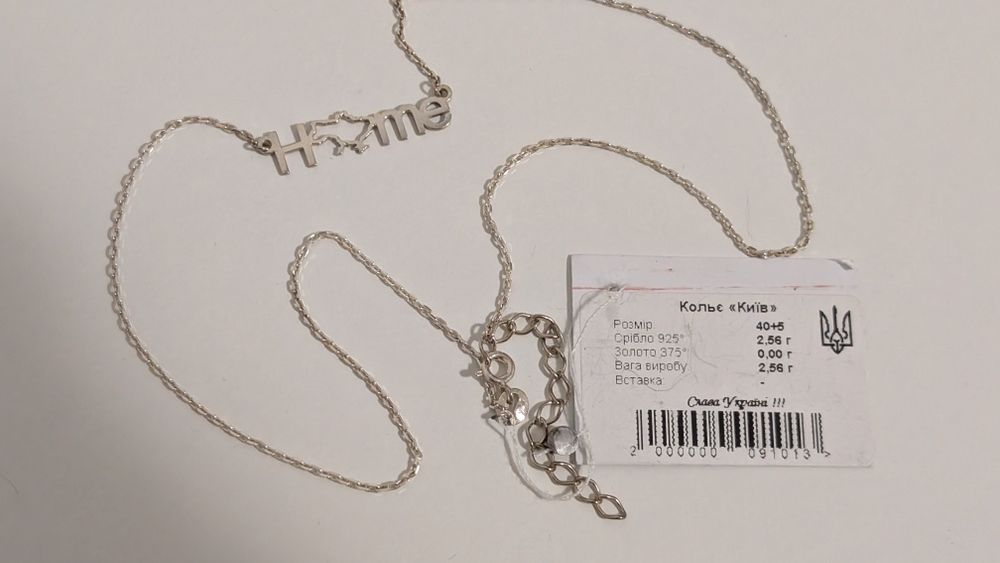 Home
Кольє «Київ»
Розмір: 40+5
Срібло 925° 2,56 г
Золото 375° 0,00 г
Вага виробу 2,56 г
Вставка: -
Слава Україні !!!
2 000000 091013 >